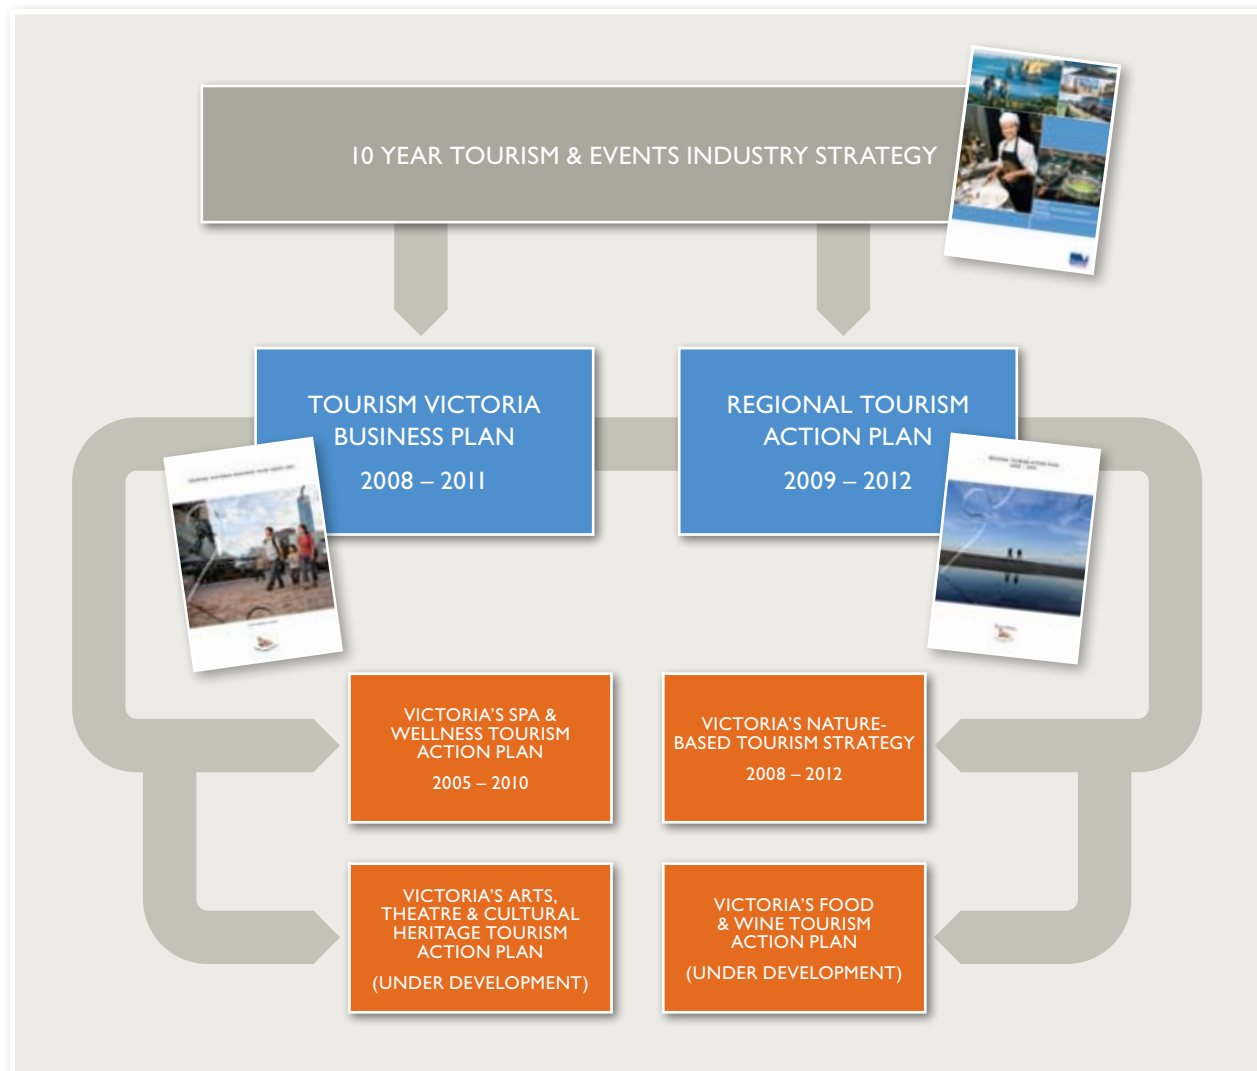 10 YEAR TOURISM & EVENTS INDUSTRY STRATEGY
TOURISM VICTORIA
BUSINESS PLAN
2008 – 2011
REGIONAL TOURISM
ACTION PLAN
2009 – 2012
VICTORIA’S SPA &
WELLNESS TOURISM
ACTION PLAN
2005 – 2010
VICTORIA’S NATURE-
BASED TOURISM STRATEGY
2008 – 2012
VICTORIA’S ARTS,
THEATRE & CULTURAL
HERITAGE TOURISM
ACTION PLAN
(UNDER DEVELOPMENT)
VICTORIA’S FOOD
& WINE TOURISM
ACTION PLAN
(UNDER DEVELOPMENT)